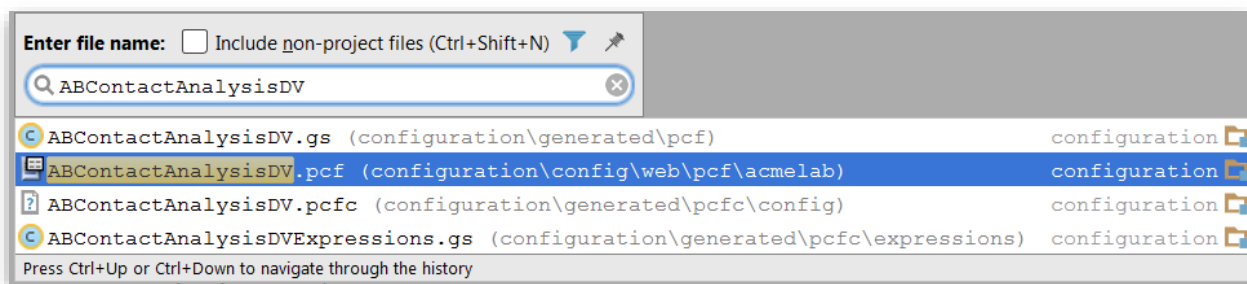 Enter file name: Include non-project files (Ctrl+Shift+N)
ABContactAnalysisDV
ABContactAnalysisDV.gs (configuration\generated\pcf) configuration
ABContactAnalysisDV.pcf (configuration\config\web\pcf\acmelab) configuration
ABContactAnalysisDV.pcfc (configuration\generated\pcfc\config) configuration
ABContactAnalysisDVExpressions.gs (configuration\generated\pcfc\expressions) configuration
Press Ctrl+Up or Ctrl+Down to navigate through the history